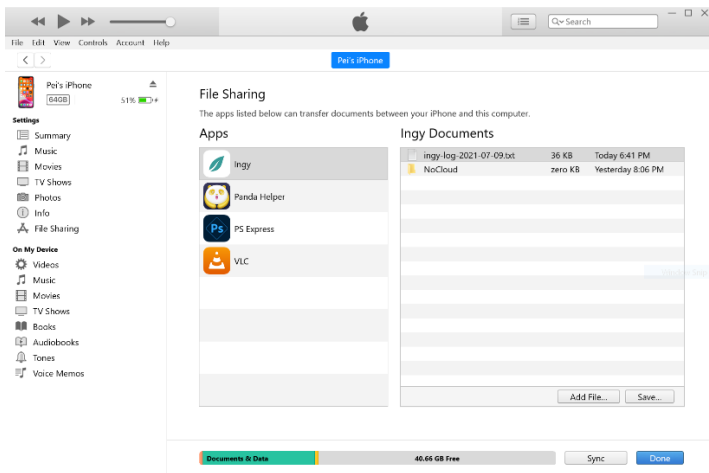 Search
File Edit View Controls Account Help
Pei's iPhone
Pei's iPhone
64GB 51%
Settings
Summary
Music
Movies
TV Shows
Photos
Info
File Sharing
On My Device
Videos
Music
Movies
TV Shows
Books
Audiobooks
Tones
Voice Memos
File Sharing
The apps listed below can transfer documents between your iPhone and this computer.
Apps
Ingy
Panda Helper
Ps PS Express
VLC
Ingy Documents
ingy-log-2021-07-09.txt 36 KB Today 6:41 PM
NoCloud zero KB Yesterday 8:06 PM
Add File... Save...
Documents & Data 40.66 GB Free Sync Done